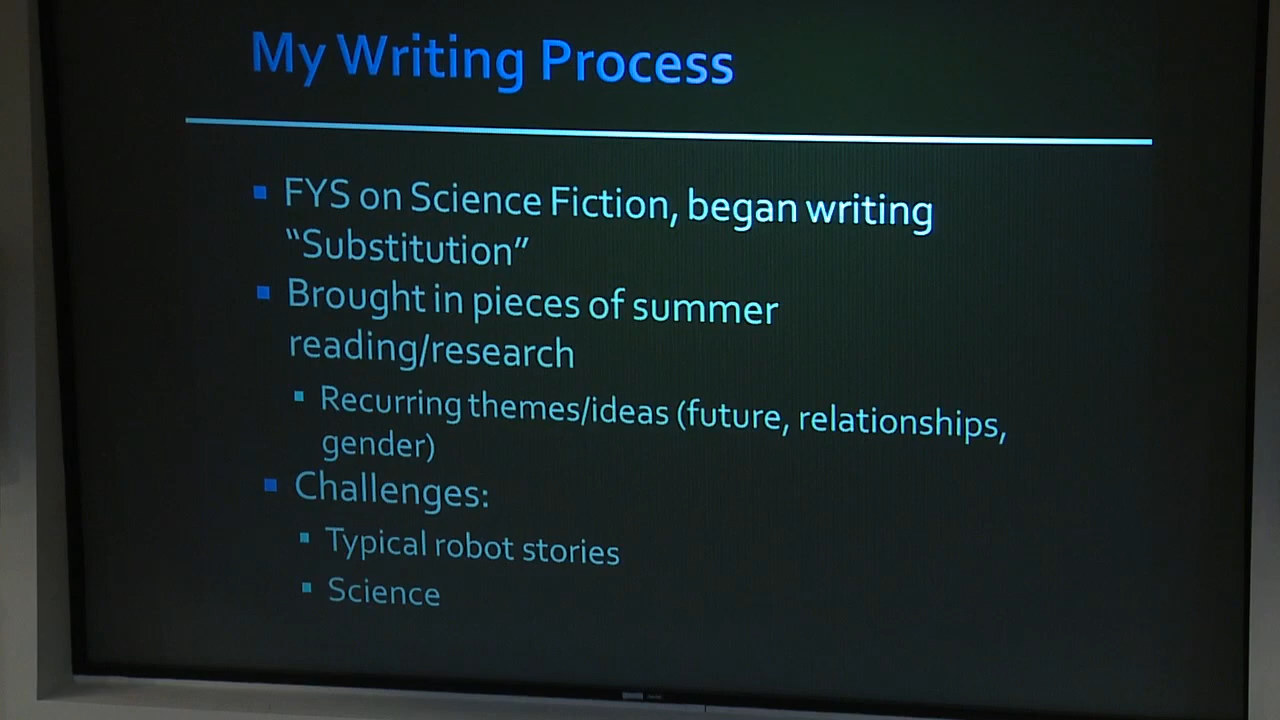 My Writing Process
FYS on Science Fiction, began writing
“Substitution”
Brought in pieces of summer
reading/research
Recurring themes/ideas (future, relationships,
gender)
Challenges:
Typical robot stories
Science